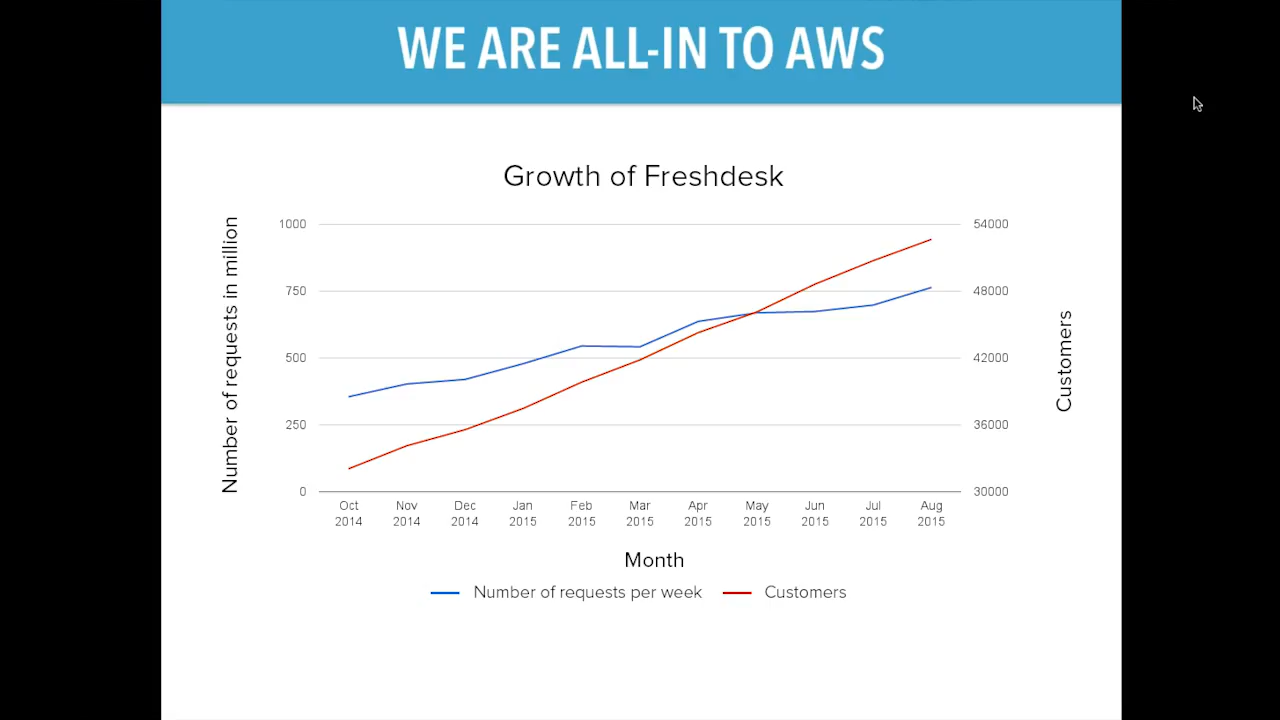 WE ARE ALL-IN TO AWS
Growth of Freshdesk
Number of requests in million
1000
750
500
250
0
54000
48000
42000
36000
30000
Customers
Oct 2014
Nov 2014
Dec 2014
Jan 2015
Feb 2015
Mar 2015
Apr 2015
May 2015
Jun 2015
Jul 2015
Aug 2015
Month
Number of requests per week
Customers